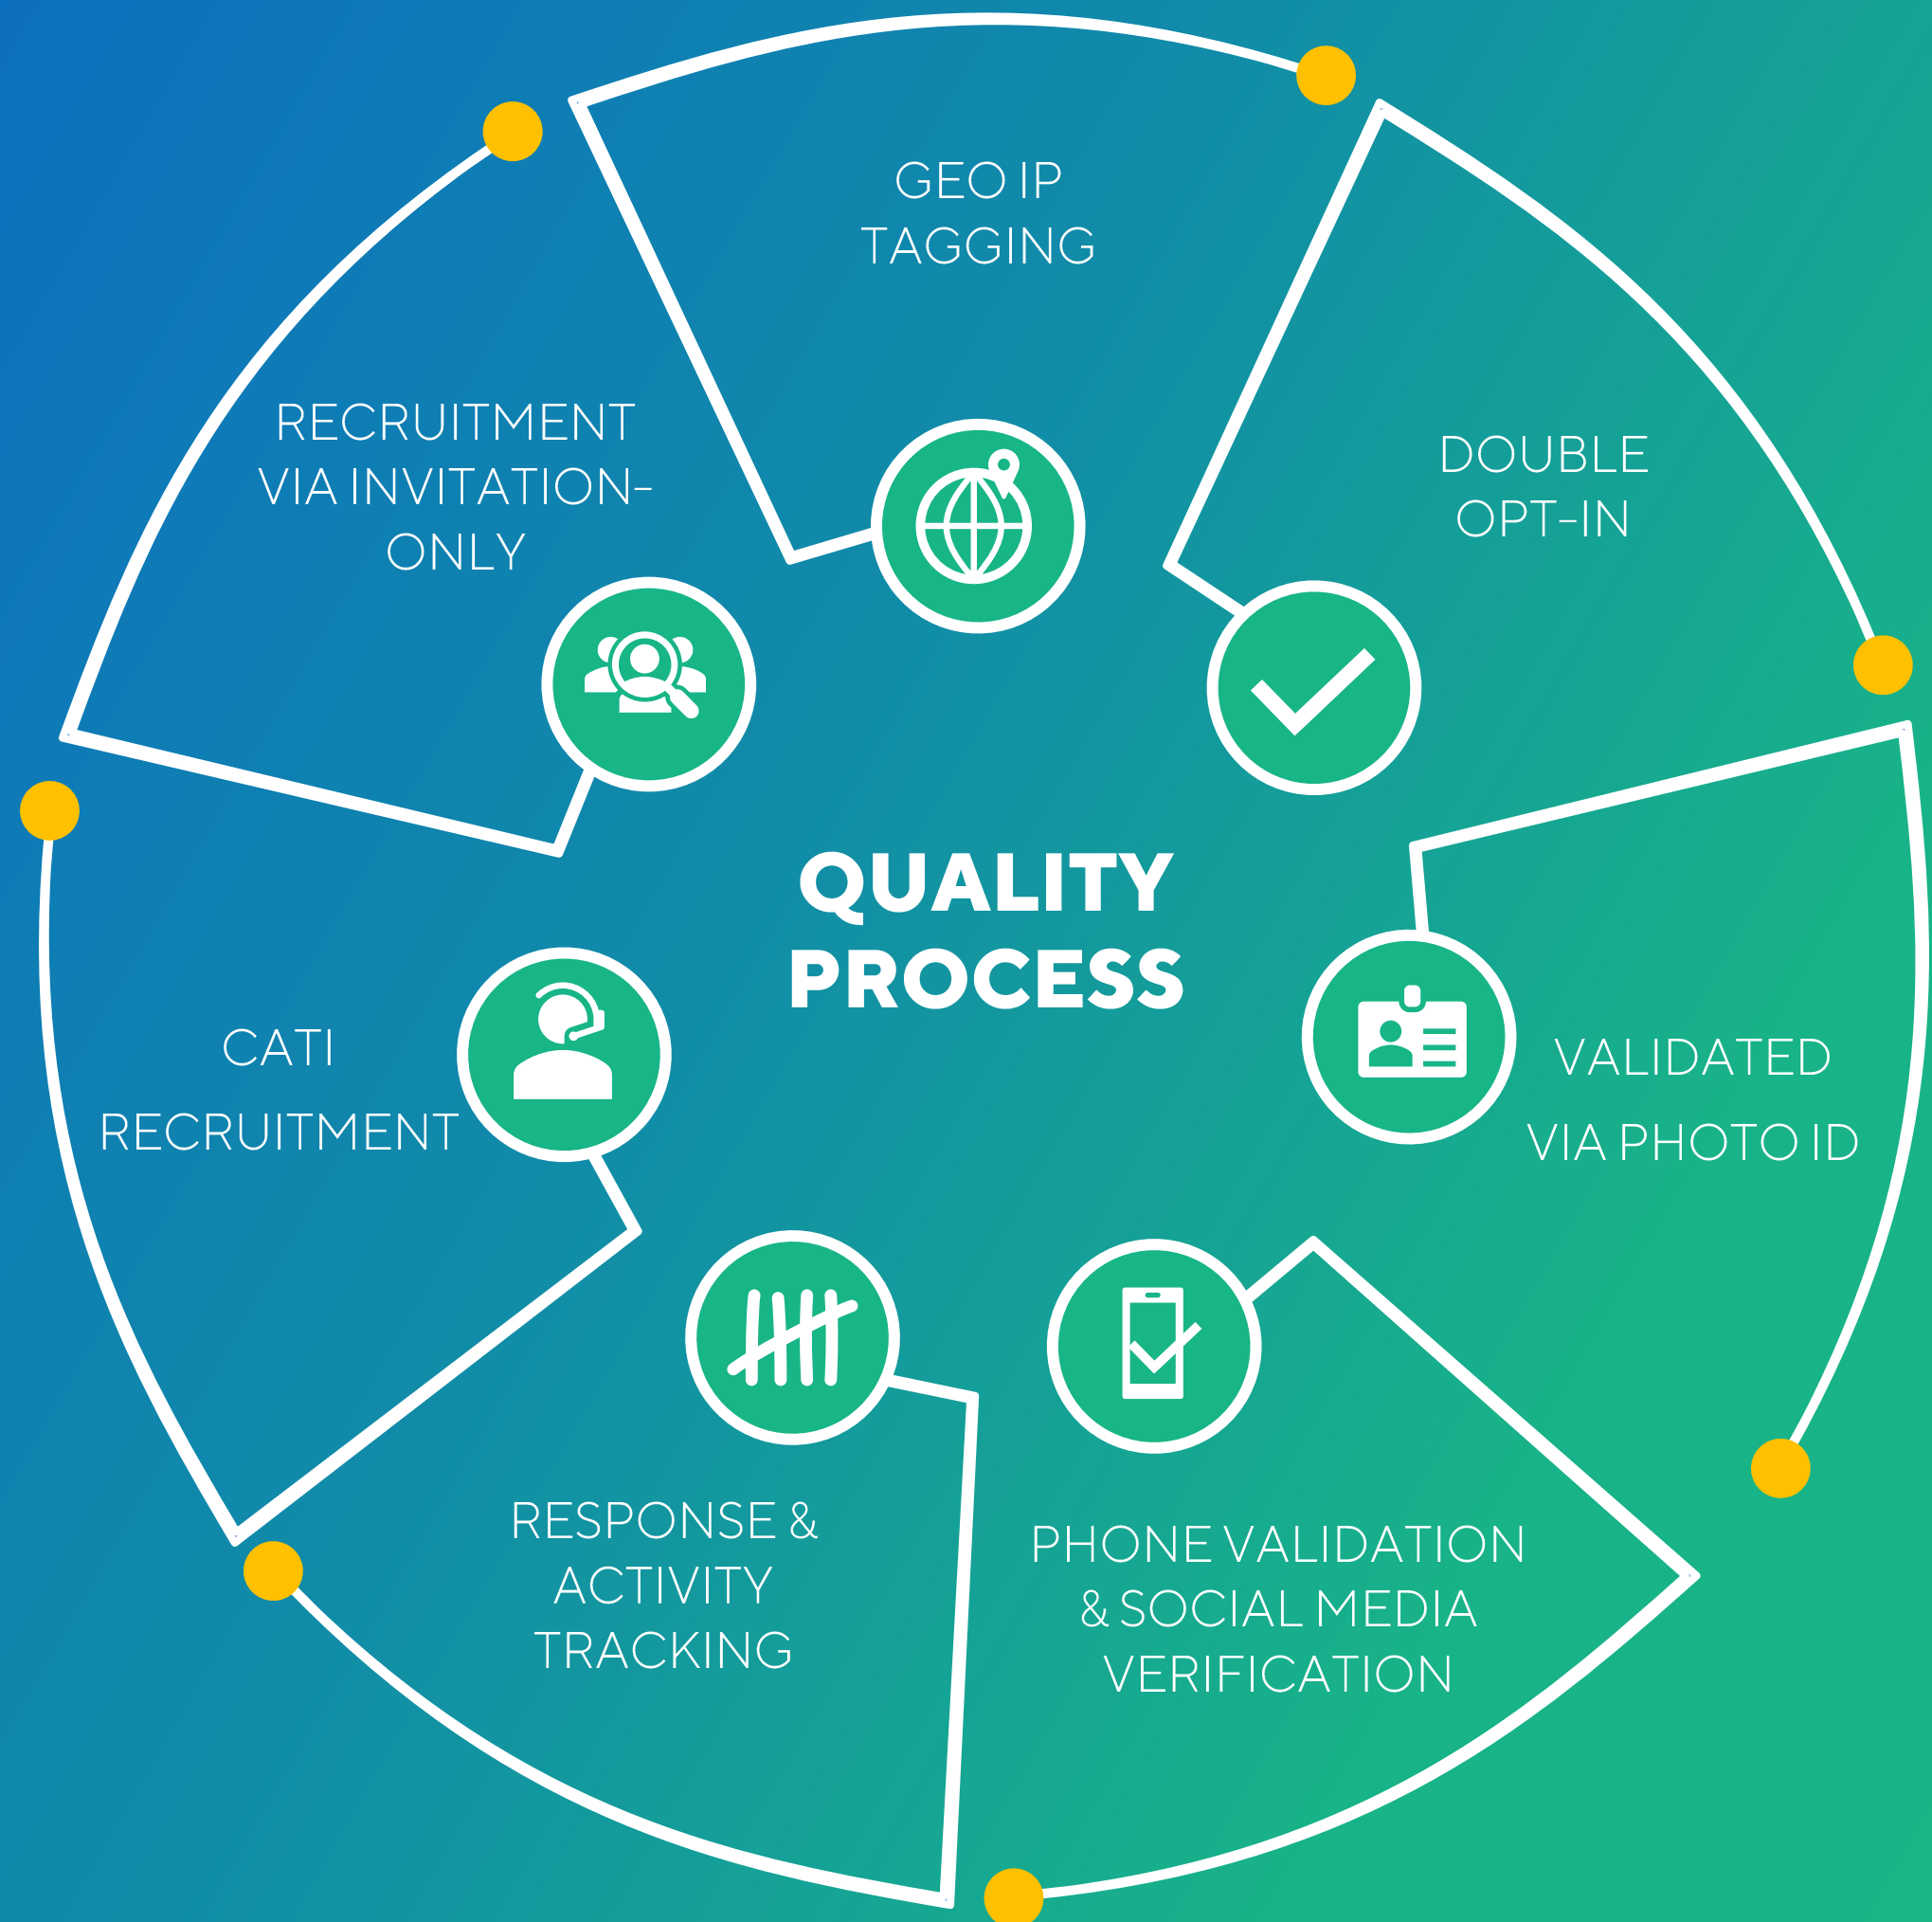 GEO IP
TAGGING
DOUBLE
OPT-IN
RECRUITMENT
VIA INVITATION-
ONLY
QUALITY
PROCESS
CATI
RECRUITMENT
VALIDATED
VIA PHOTO ID
RESPONSE &
ACTIVITY
TRACKING
PHONE VALIDATION
& SOCIAL MEDIA
VERIFICATION